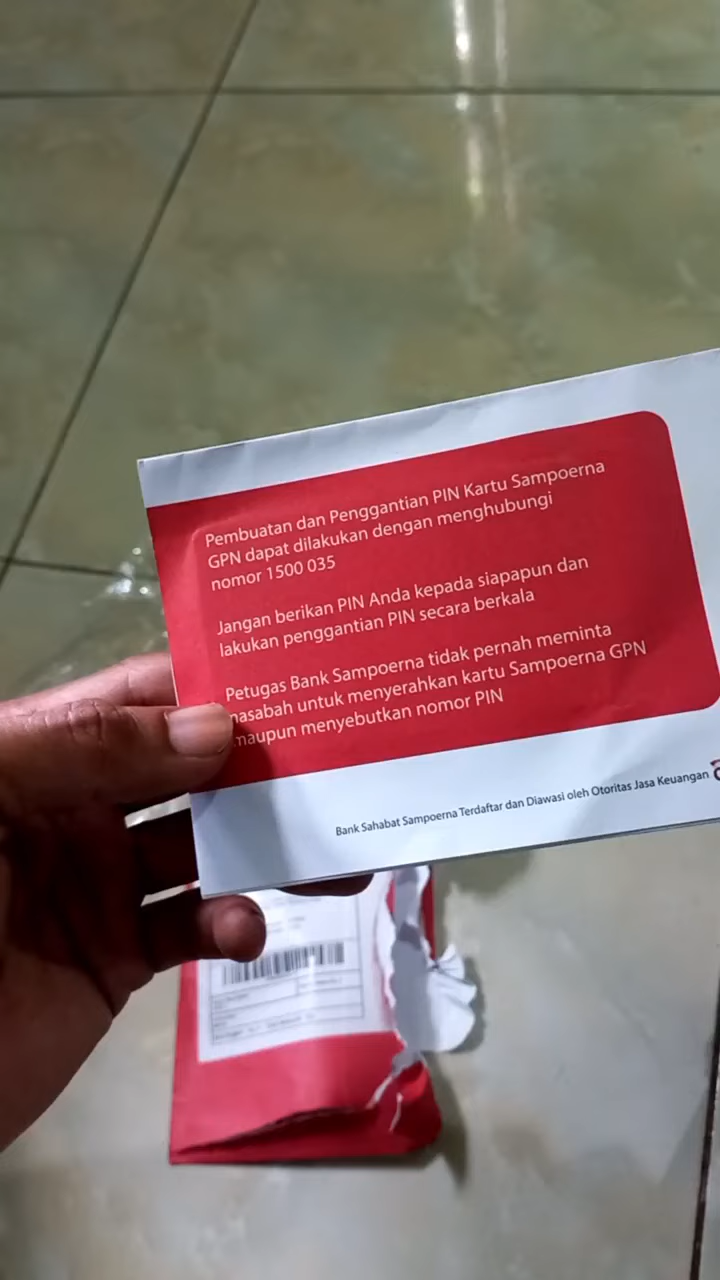 Pembuatan dan Penggantian PIN Kartu Sampoerna
GPN dapat dilakukan dengan menghubungi
nomor 1500 035
Jangan berikan PIN Anda kepada siapapun dan
lakukan penggantian PIN secara berkala
Petugas Bank Sampoerna tidak pernah meminta
nasabah untuk menyerahkan kartu Sampoerna GPN
maupun menyebutkan nomor PIN
Bank Sahabat Sampoerna Terdaftar dan Diawasi oleh Otoritas Jasa Keuangan